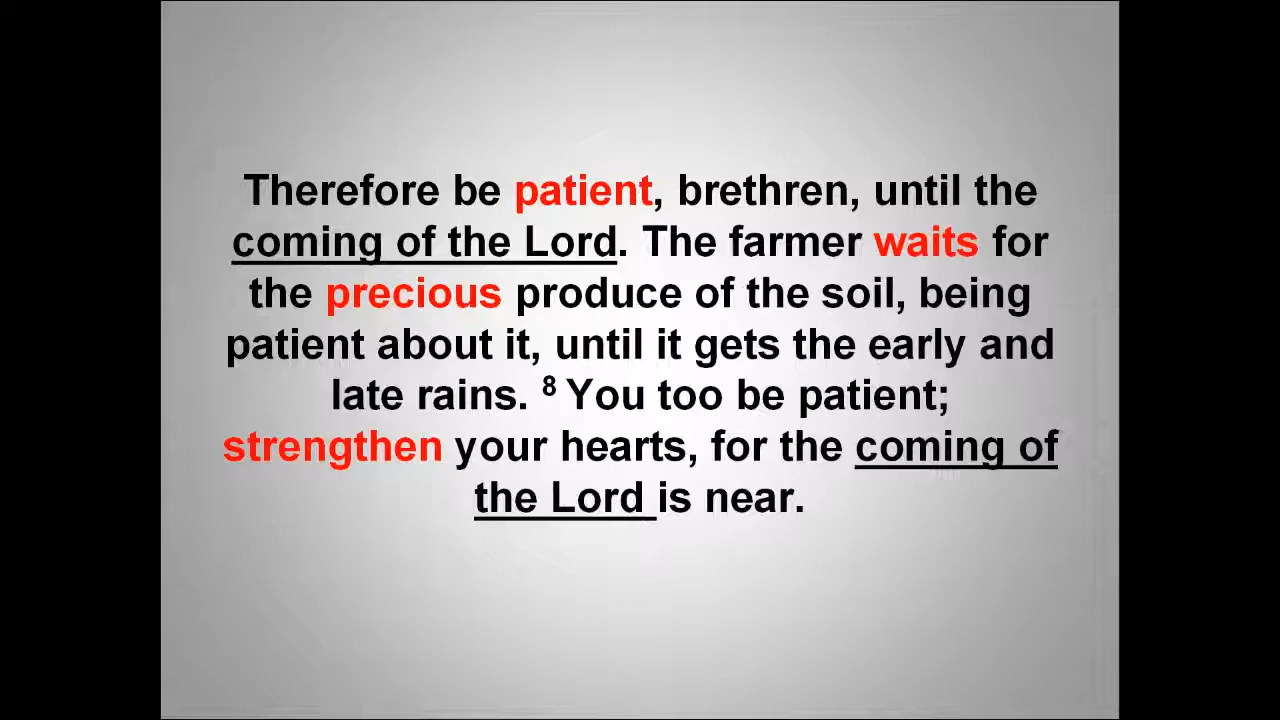 Therefore be patient, brethren, until the
coming of the Lord. The farmer waits for
the precious produce of the soil, being
patient about it, until it gets the early and
late rains. 8 You too be patient;
strengthen your hearts, for the coming of
the Lord is near.